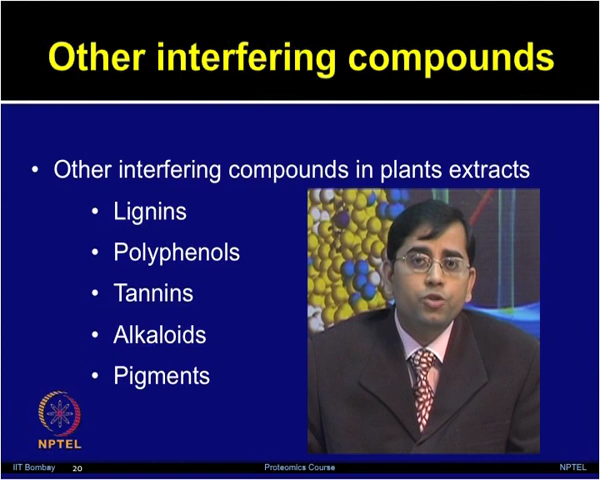 Other interfering compounds
• Other interfering compounds in plants extracts
• Lignins
• Polyphenols
• Tannins
• Alkaloids
• Pigments
NPTEL
IIT Bombay 20 Proteomics Course NPTEL